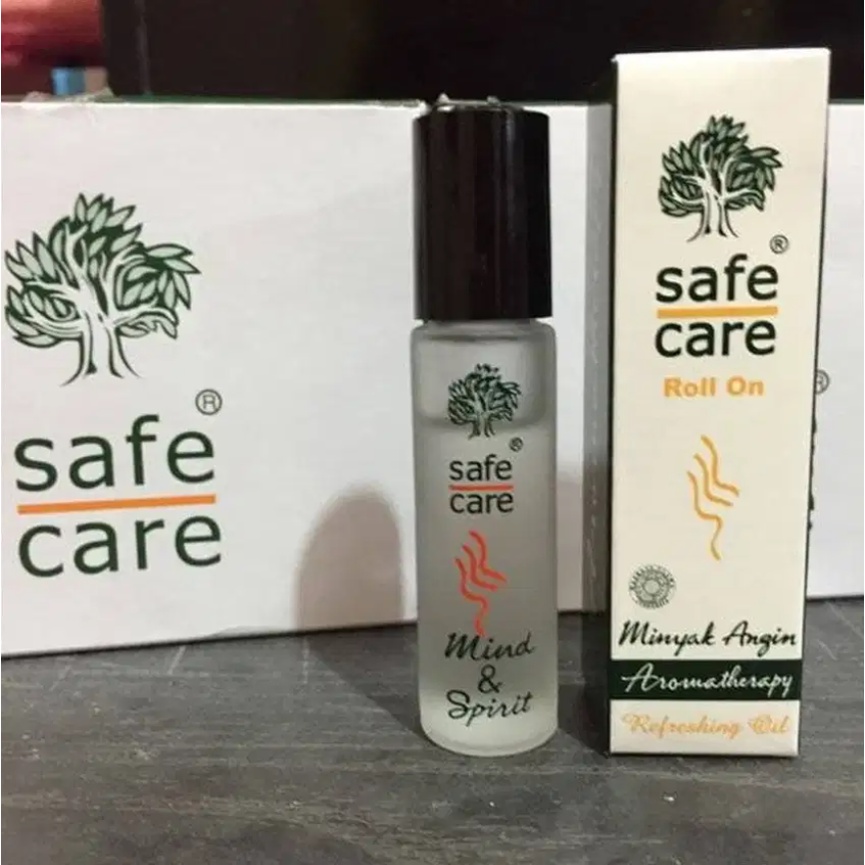 safe®
care
safe®
care
Mind
&
Spirit
safe®
care
Roll On
Minyak Angin
Aromatherapy
Refreshing Oil
®